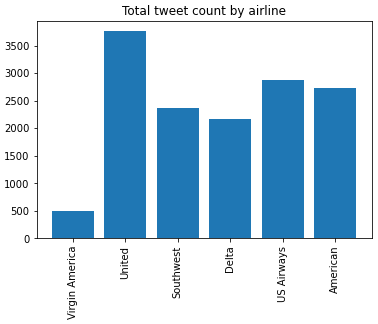 Total tweet count by airline
3500
3000
2500
2000
1500
1000
500
0
Virgin America
United
Southwest
Delta
US Airways
American